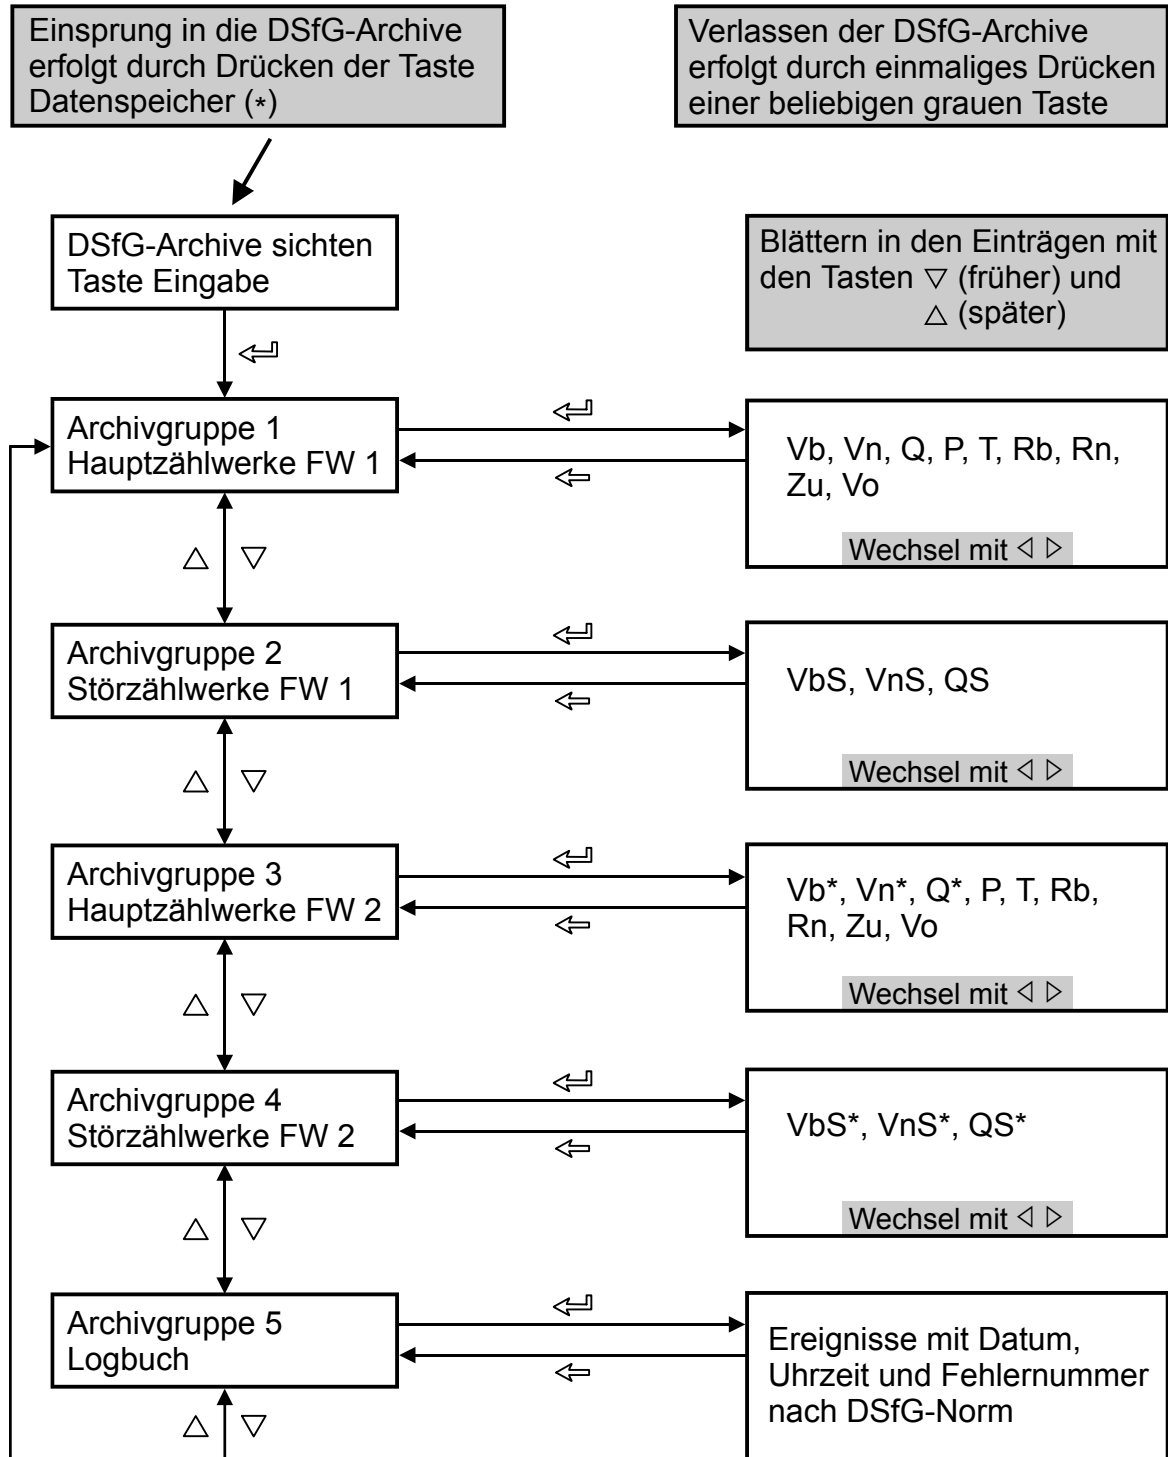 Einsprung in die DSfG-Archive
erfolgt durch Drücken der Taste
Datenspeicher (*)
Verlassen der DSfG-Archive
erfolgt durch einmaliges Drücken
einer beliebigen grauen Taste
DSfG-Archive sichten
Taste Eingabe
Blättern in den Einträgen mit
den Tasten ▽ (früher) und
△ (später)
Archivgruppe 1
Hauptzählwerke FW 1
Vb, Vn, Q, P, T, Rb, Rn,
Zu, Vo
Wechsel mit ◁ ▷
Archivgruppe 2
Störzählwerke FW 1
VbS, VnS, QS
Wechsel mit ◁ ▷
Archivgruppe 3
Hauptzählwerke FW 2
Vb*, Vn*, Q*, P, T, Rb,
Rn, Zu, Vo
Wechsel mit ◁ ▷
Archivgruppe 4
Störzählwerke FW 2
VbS*, VnS*, QS*
Wechsel mit ◁ ▷
Archivgruppe 5
Logbuch
Ereignisse mit Datum,
Uhrzeit und Fehlernummer
nach DSfG-Norm